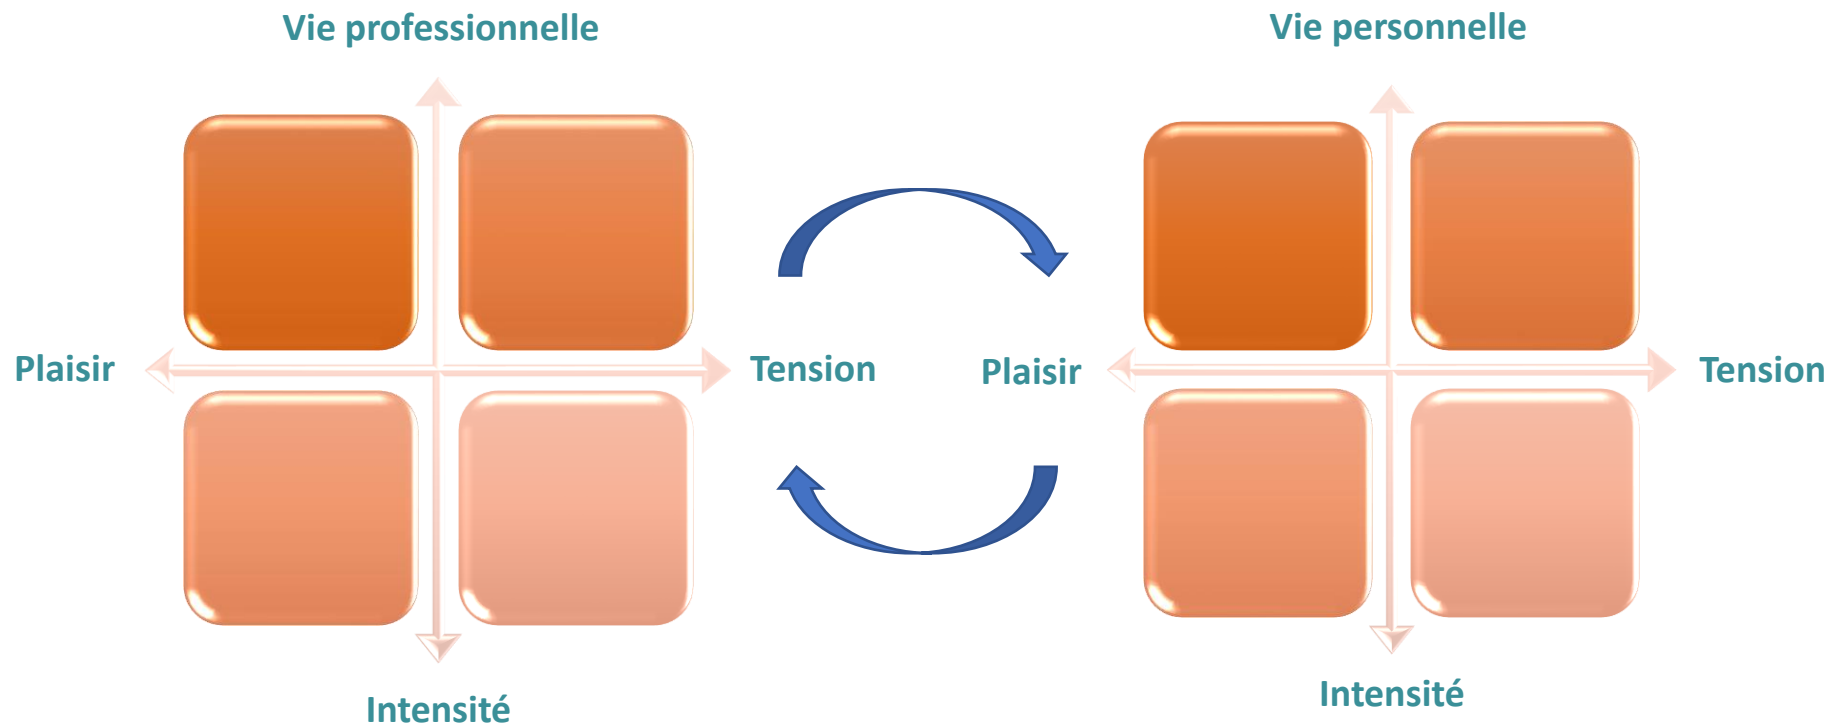 Vie professionnelle
Vie personnelle
Plaisir
Tension
Plaisir
Tension
Intensité
Intensité